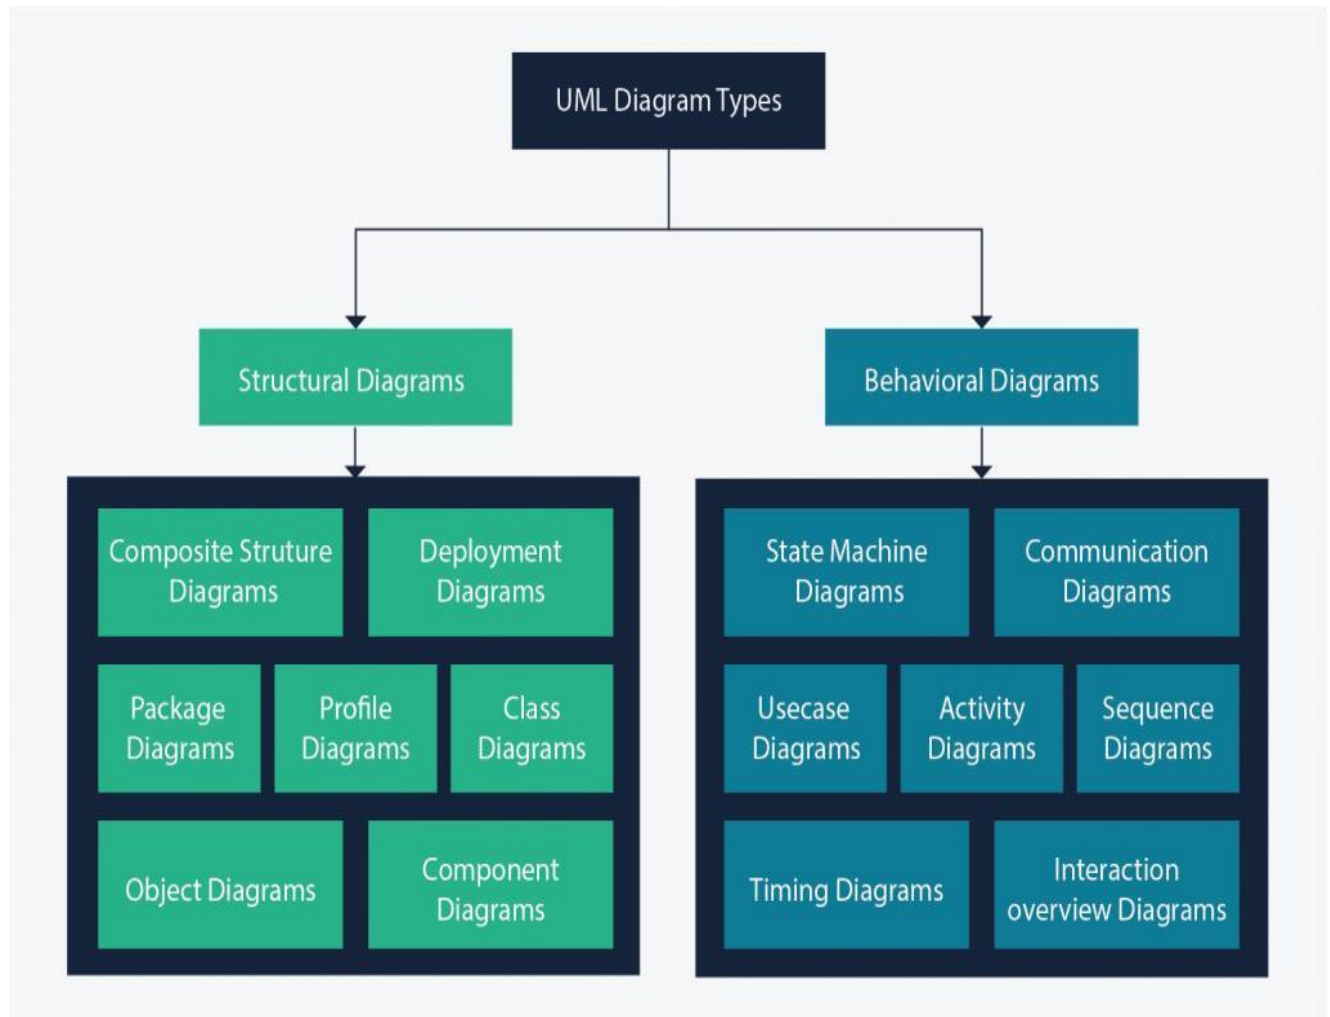 UML Diagram Types
Structural Diagrams
Behavioral Diagrams
Composite Struture
Diagrams
Deployment
Diagrams
Package
Diagrams
Profile
Diagrams
Class
Diagrams
Object Diagrams
Component
Diagrams
State Machine
Diagrams
Communication
Diagrams
Usecase
Diagrams
Activity
Diagrams
Sequence
Diagrams
Timing Diagrams
Interaction
overview Diagrams